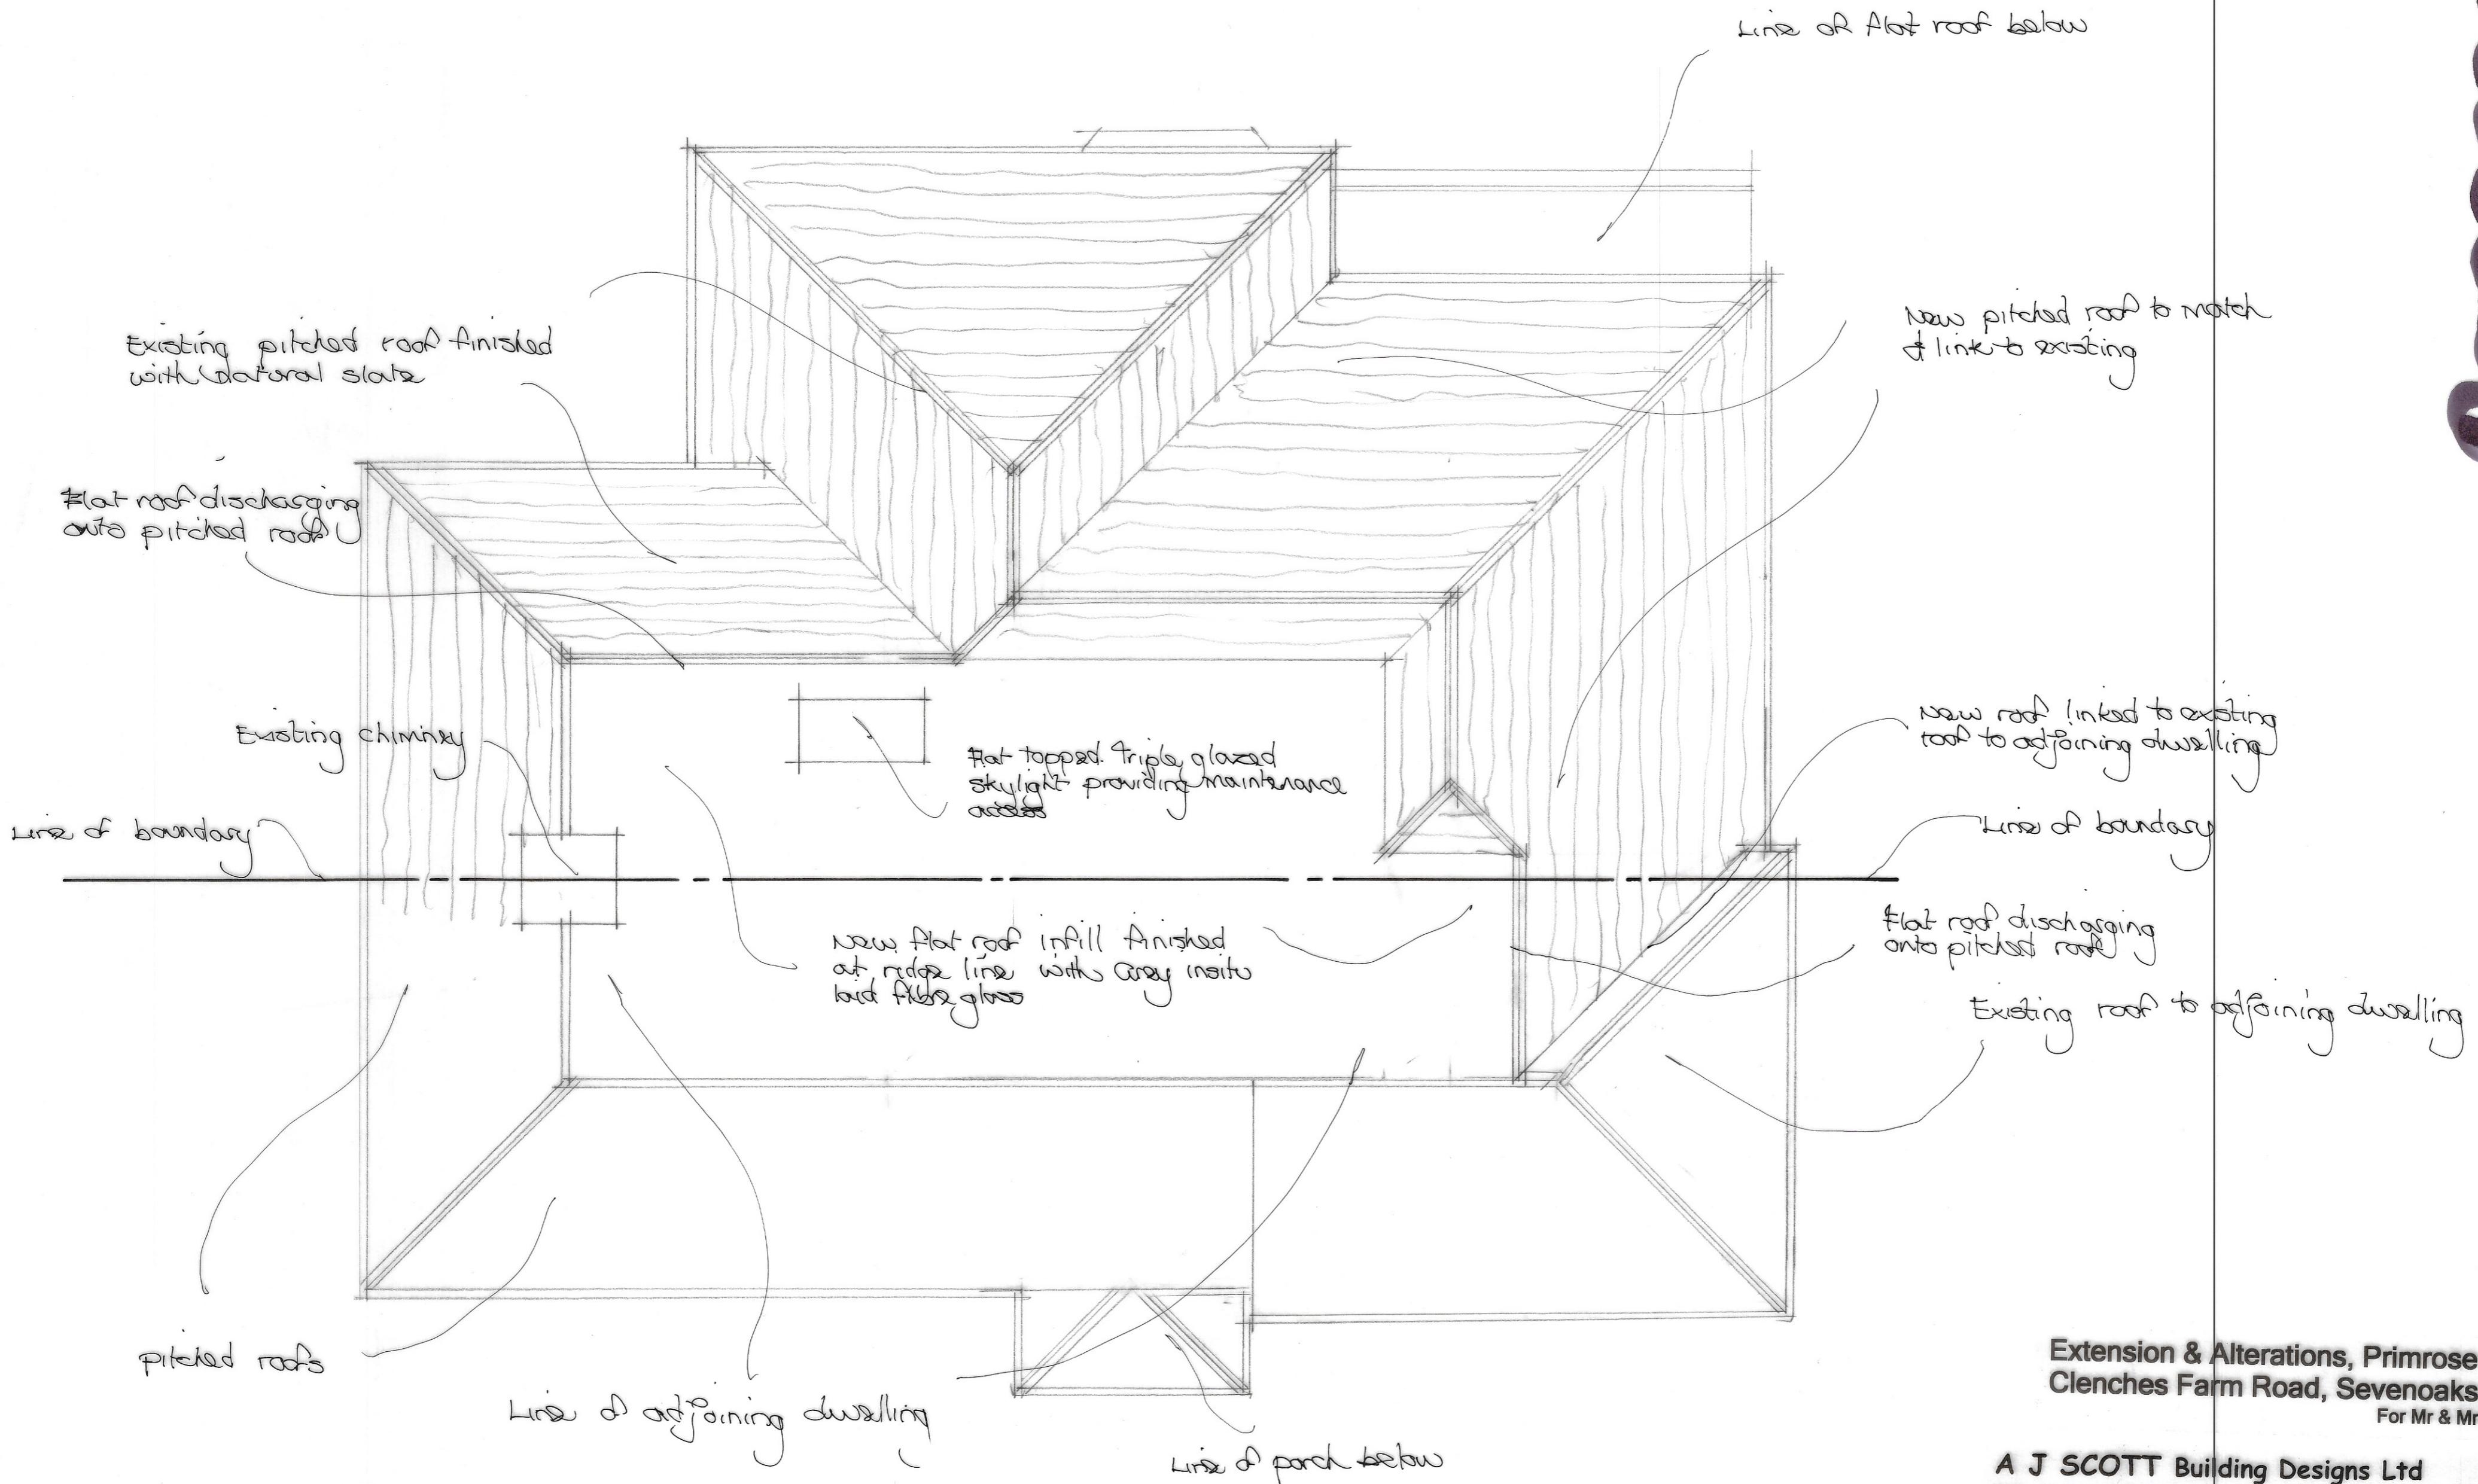 Line of flat roof below
New pitched roof to match
& link to existing
Existing pitched roof finished
with natural slate
Flat roof discharging
onto pitched roof
Existing chimney
Flat topped triple glazed
skylight providing maintenance
access
New roof linked to existing
roof to adjoining dwelling
Line of boundary
Line of boundary
New flat roof infill finished
at ridge line with Grey insitu
laid fibre glass
Flat roof discharging
onto pitched roof
Existing roof to adjoining dwelling
pitched roofs
Line of adjoining dwelling
Line of porch below
Extension & Alterations, Primrose
Clenches Farm Road, Sevenoaks
For Mr & Mr
A J SCOTT Building Designs Ltd